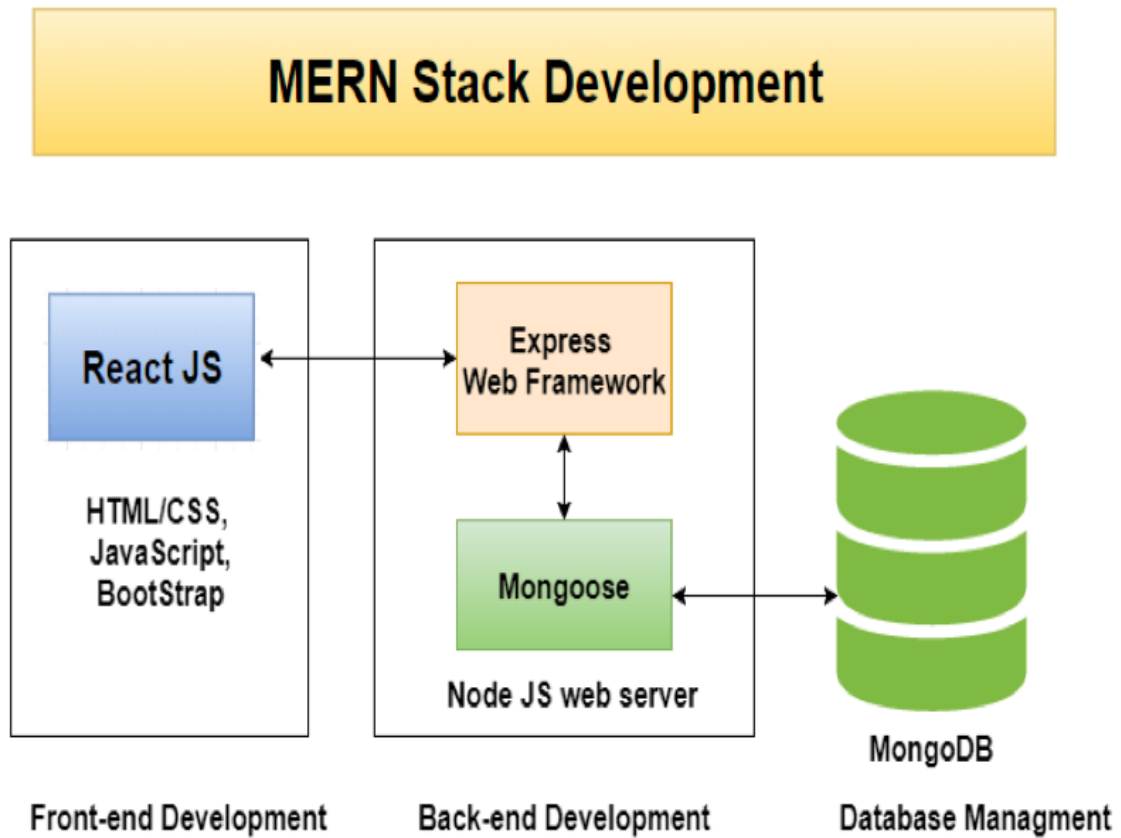 MERN Stack Development
React JS
HTML/CSS,
JavaScript,
BootStrap
Express
Web Framework
Mongoose
Node JS web server
MongoDB
Front-end Development
Back-end Development
Database Managment